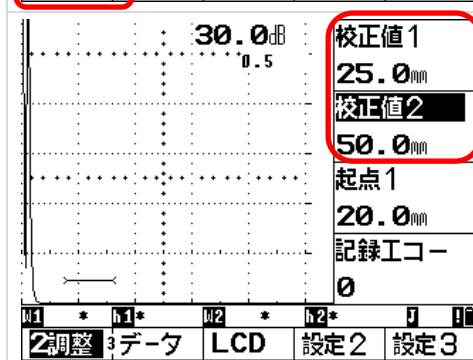 30.0dB
0.5
校正値1
25.0mm
校正値2
50.0mm
起点1
20.0mm
記録エコー
0
W1 * h1* W2 * h2*
2調整 3データ LCD 設定2 設定3